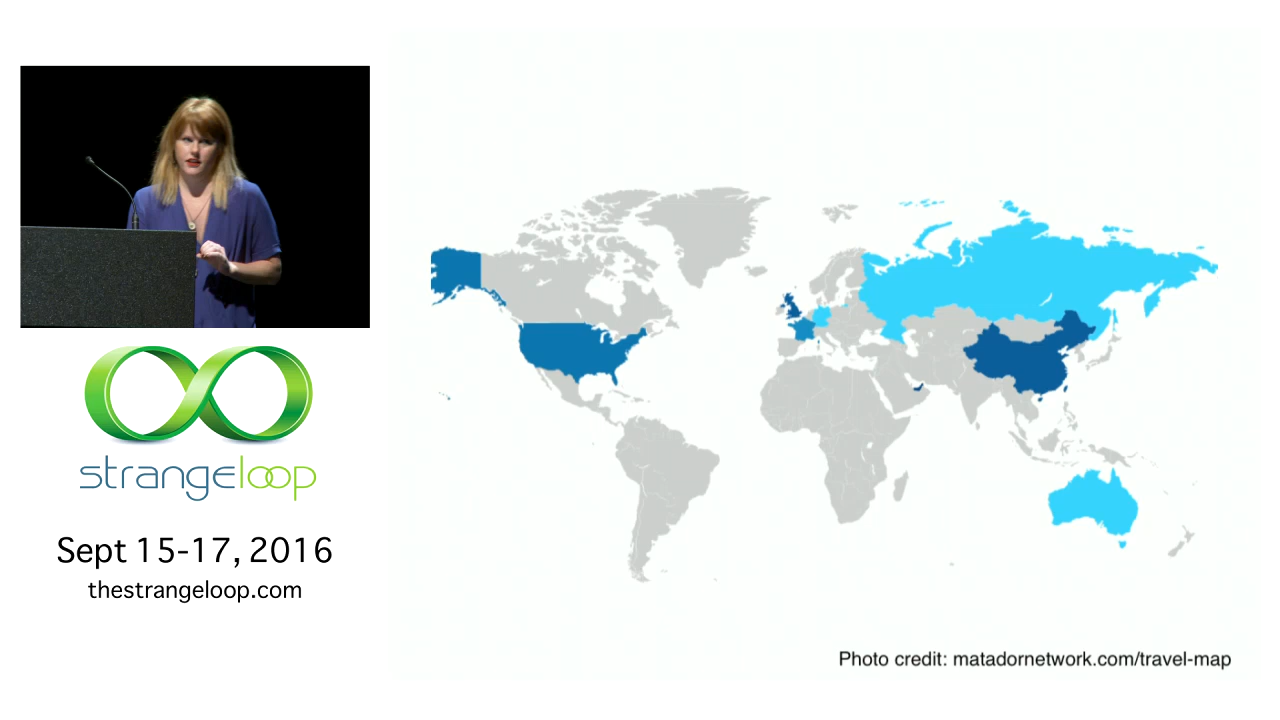 strangeloop
Sept 15-17, 2016
thestrangeloop.com
Photo credit: matadornetwork.com/travel-map